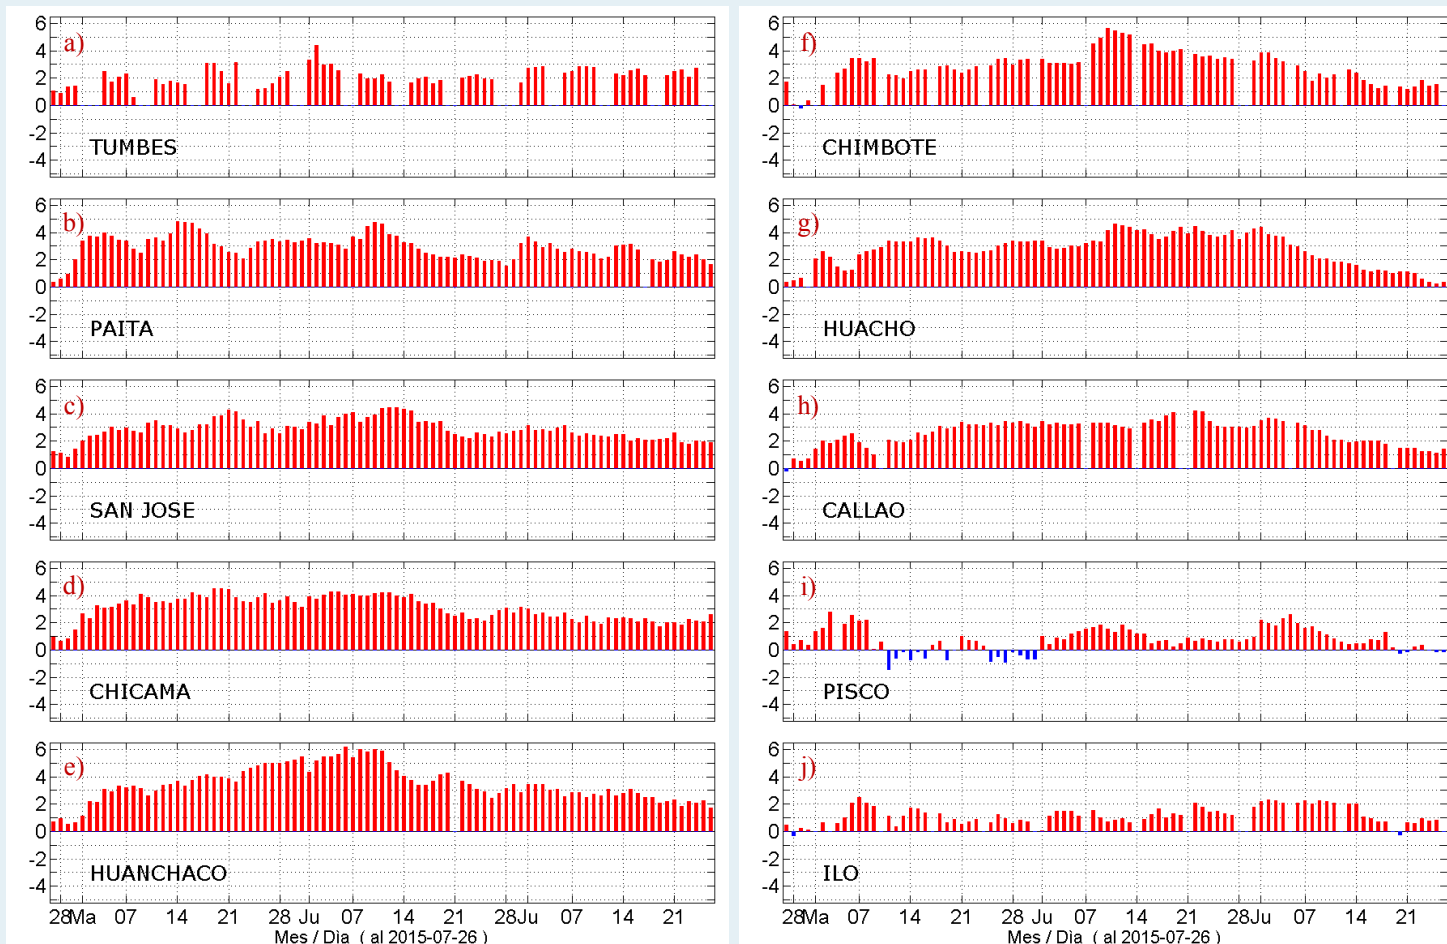 6
4
2
0
-2
-4
a)
TUMBES
6
4
2
0
-2
-4
b)
PAITA
6
4
2
0
-2
-4
c)
SAN JOSE
6
4
2
0
-2
-4
d)
CHICAMA
6
4
2
0
-2
-4
e)
HUANCHACO
28Ma 07 14 21 28 Ju 07 14 21 28Ju 07 14 21
Mes / Dia ( al 2015-07-26 )
6
4
2
0
-2
-4
f)
CHIMBOTE
6
4
2
0
-2
-4
g)
HUACHO
6
4
2
0
-2
-4
h)
CALLAO
6
4
2
0
-2
-4
i)
PISCO
6
4
2
0
-2
-4
j)
ILO
28Ma 07 14 21 28 Ju 07 14 21 28Ju 07 14 21
Mes / Dia ( al 2015-07-26 )